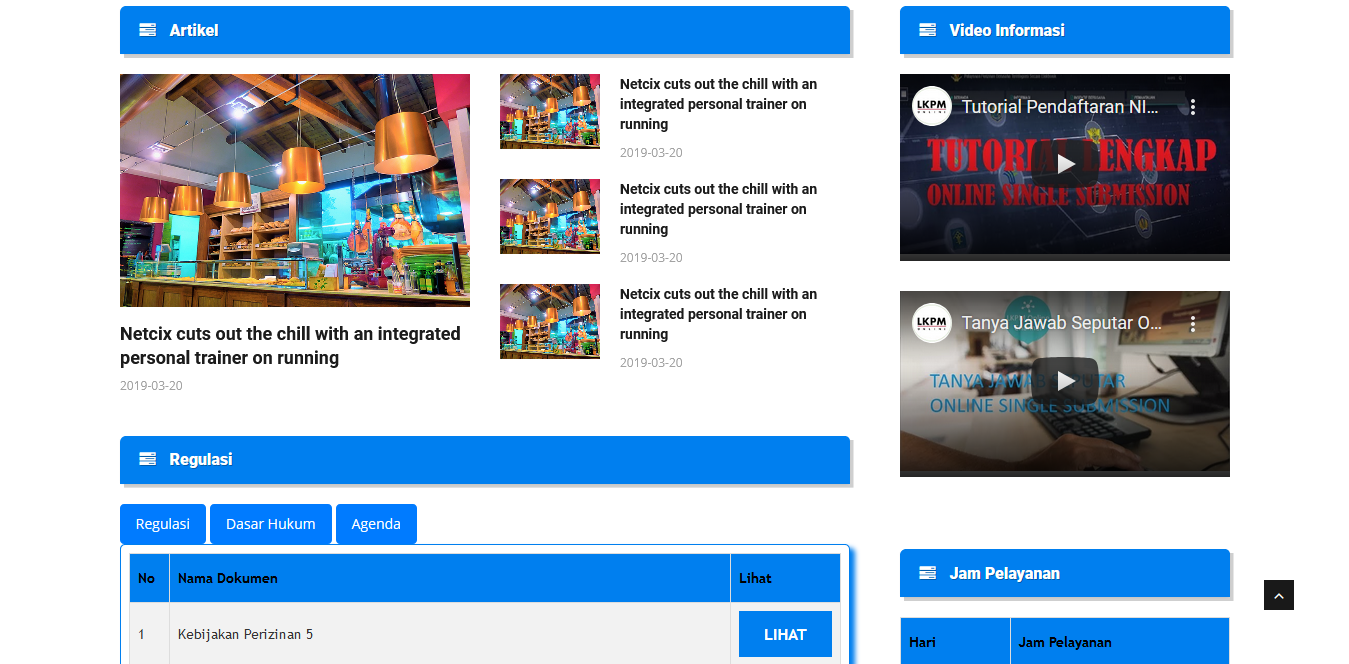 Artikel
Netcix cuts out the chill with an integrated
personal trainer on running
2019-03-20
Netcix cuts out the chill with an
integrated personal trainer on
running
2019-03-20
Netcix cuts out the chill with an
integrated personal trainer on
running
2019-03-20
Netcix cuts out the chill with an
integrated personal trainer on
running
2019-03-20
Video Informasi
LKPM
ONLINE
Tutorial Pendaftaran NI...
TUTORIAL LENGKAP
ONLINE SINGLE SUBMISSION
LKPM
ONLINE
Tanya Jawab Seputar O...
TANYA JAWAB SEPUTAR
ONLINE SINGLE SUBMISSION
Regulasi
Regulasi Dasar Hukum Agenda
No Nama Dokumen Lihat
1 Kebijakan Perizinan 5 LIHAT
Jam Pelayanan
Hari Jam Pelayanan